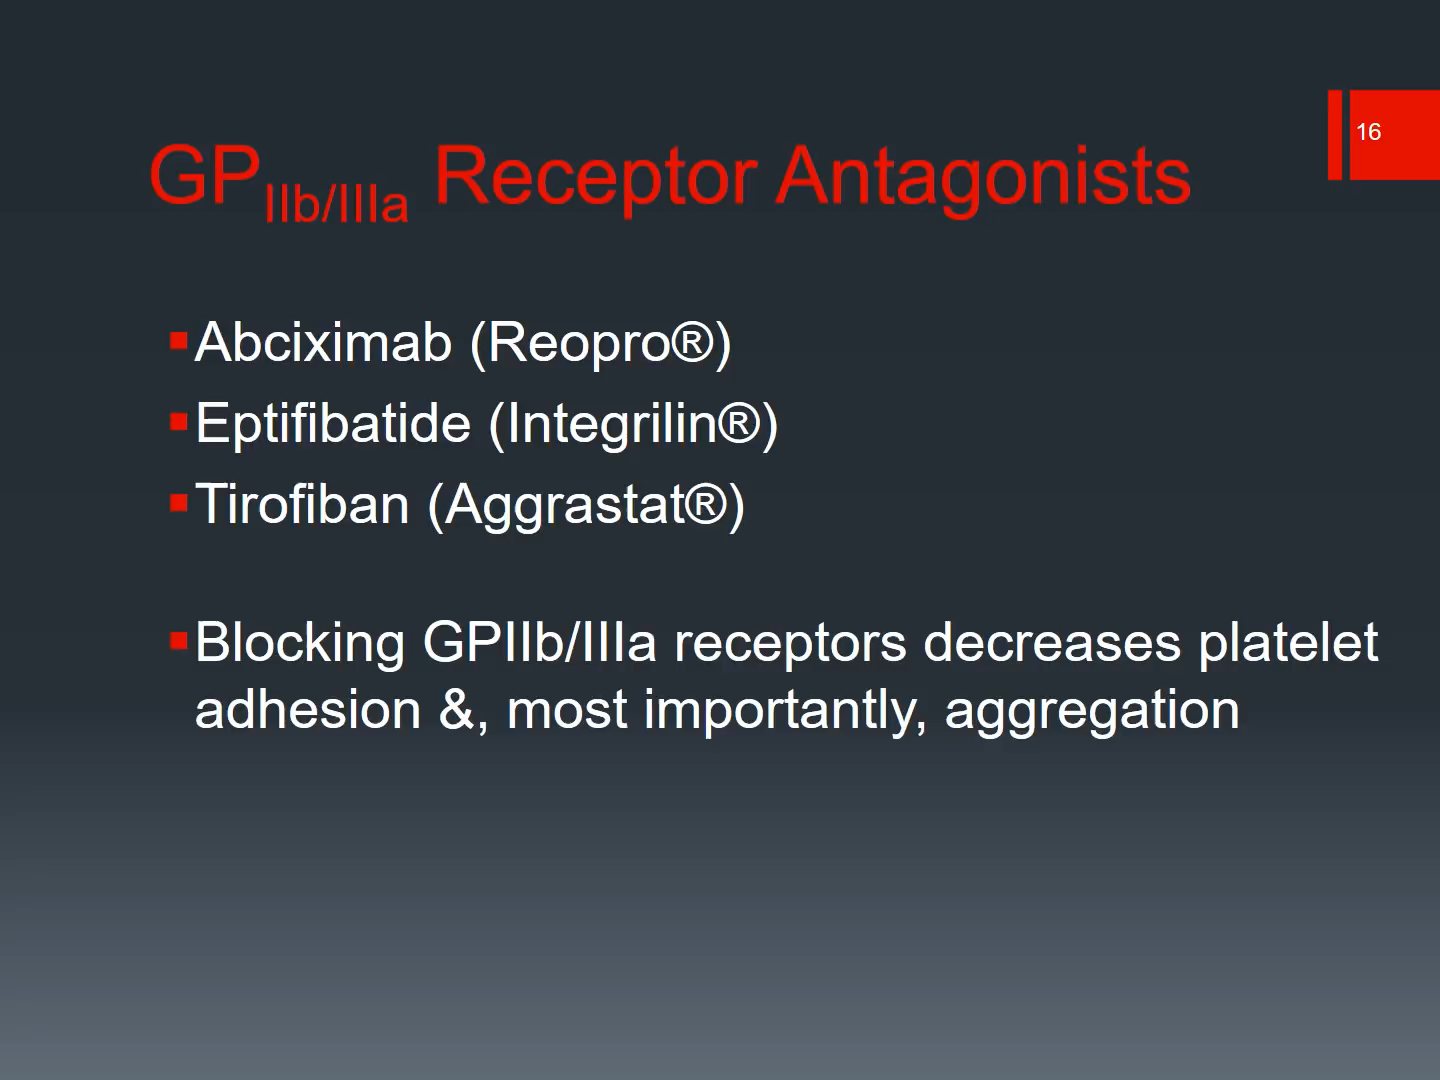 16
GPIIb/IIIa Receptor Antagonists
▪Abciximab (Reopro®)
▪Eptifibatide (Integrilin®)
▪Tirofiban (Aggrastat®)
▪Blocking GPIIb/IIIa receptors decreases platelet
adhesion &, most importantly, aggregation